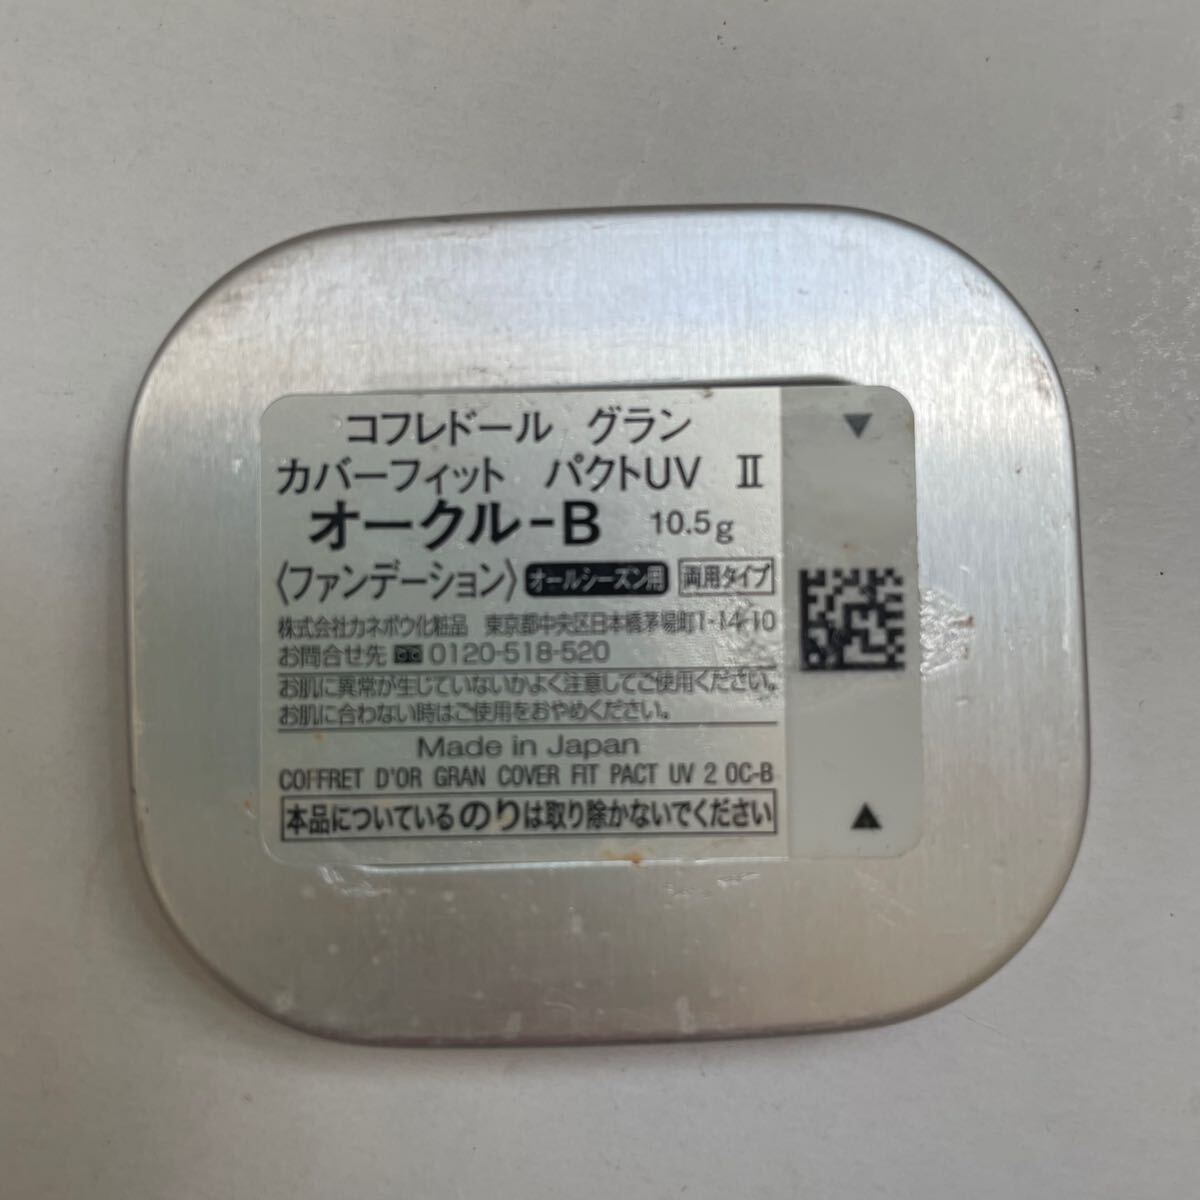 コフレドール グラン
カバーフィット パクトUV Ⅱ
オークル-B 10.5g
〈ファンデーション〉 オールシーズン用 両用タイプ
株式会社カネボウ化粧品 東京都中央区日本橋茅場町1-14-10
お問合せ先 0120-518-520
お肌に異常が生じていないかよく注意してご使用ください。
お肌に合わない時はご使用をおやめください。
Made in Japan
COFFRET D'OR GRAN COVER FIT PACT UV 2 OC-B
本品についているのりは取り除かないでください